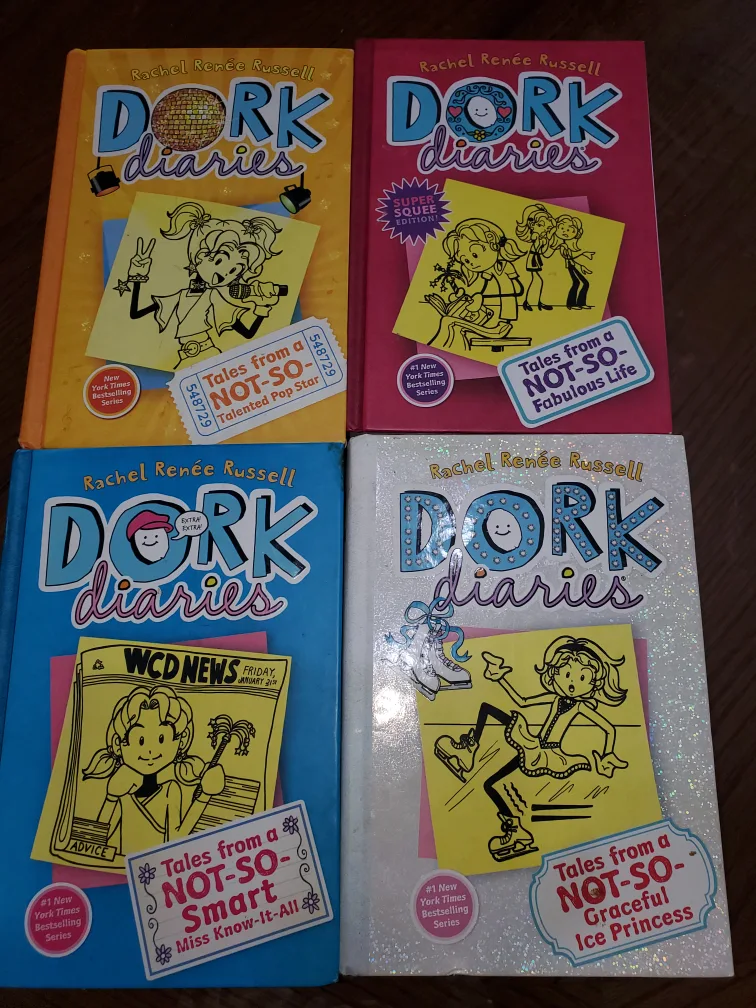 Rachel Renée Russell
DORK
diaries
Tales from a
NOT-SO-
Talented Pop Star
548729
548729
New
York Times
Bestselling
Series
Rachel Renée Russell
DORK
diaries
SUPER
SQUEE
EDITION!
Tales from a
NOT-SO-
Fabulous Life
#1 New
York Times
Bestselling
Series
Rachel Renée Russell
DORK
EXTRA!
EXTRA!
diaries
WCD NEWS
FRIDAY,
JANUARY 31ST
ADVICE
Tales from a
NOT-SO-
Smart
Miss Know-It-All
#1 New
York Times
Bestselling
Series
Rachel Renée Russell
DORK
diaries®
Tales from a
NOT-SO-
Graceful
Ice Princess
#1 New
York Times
Bestselling
Series